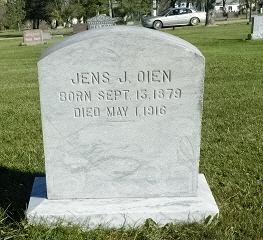 JENS J. OIEN
BORN SEPT. 13, 1879
DIED MAY 1, 1916